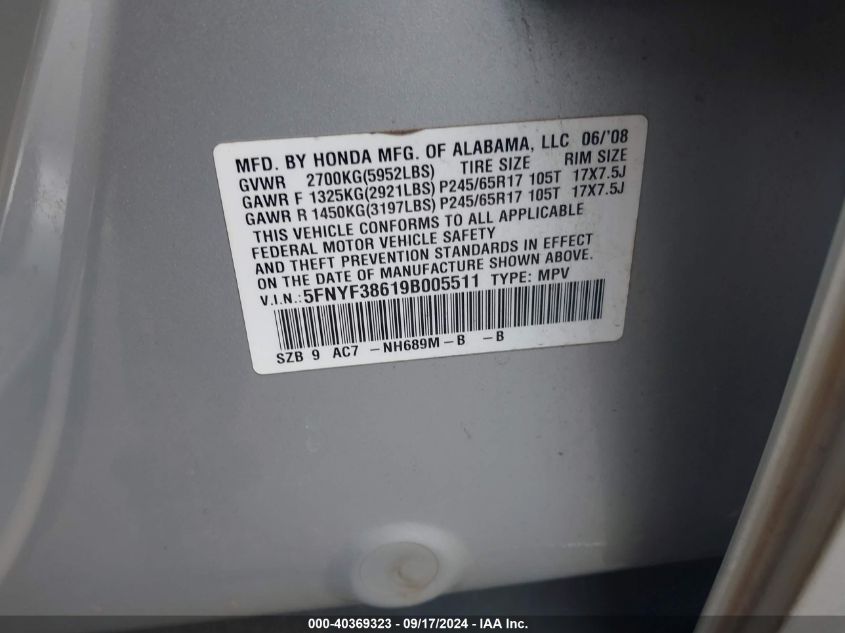 MFD. BY HONDA MFG. OF ALABAMA, LLC 06/'08
GVWR 2700KG(5952LBS) TIRE SIZE RIM SIZE
GAWR F 1325KG(2921LBS) P245/65R17 105T 17X7.5J
GAWR R 1450KG(3197LBS) P245/65R17 105T 17X7.5J
THIS VEHICLE CONFORMS TO ALL APPLICABLE
FEDERAL MOTOR VEHICLE SAFETY
AND THEFT PREVENTION STANDARDS IN EFFECT
ON THE DATE OF MANUFACTURE SHOWN ABOVE.
V.I.N.: 5FNYF38619B005511 TYPE: MPV
SZB 9 AC7 -NH689M-B -B
000-40369323 - 09/17/2024 - IAA Inc.